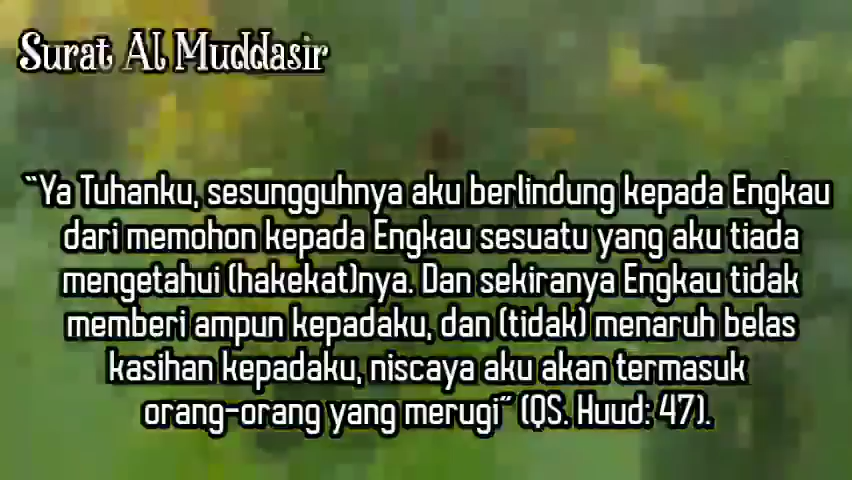 Surat Al Muddasir
"Ya Tuhanku, sesungguhnya aku berlindung kepada Engkau
dari memohon kepada Engkau sesuatu yang aku tiada
mengetahui (hakekat)nya. Dan sekiranya Engkau tidak
memberi ampun kepadaku, dan (tidak) menaruh belas
kasihan kepadaku, niscaya aku akan termasuk
orang-orang yang merugi" (QS. Huud: 47).